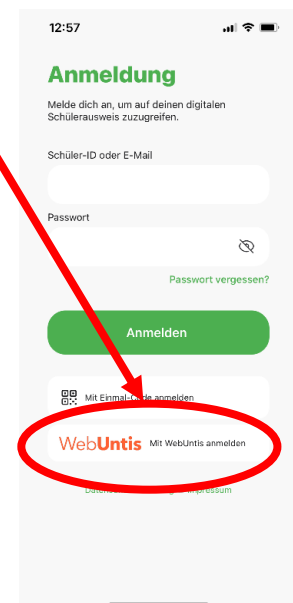 12:57
Anmeldung
Melde dich an, um auf deinen digitalen
Schülerausweis zuzugreifen.
Schüler-ID oder E-Mail
Passwort
Passwort vergessen?
Anmelden
Mit Einmal-Code anmelden
WebUntis Mit WebUntis anmelden
Impressum